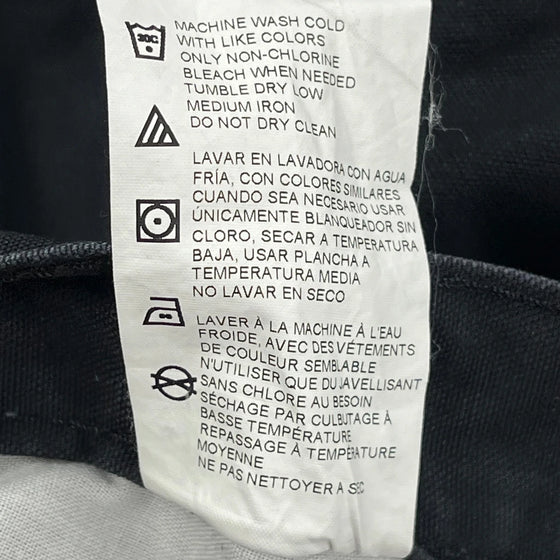 30C
MACHINE WASH COLD
WITH LIKE COLORS
ONLY NON-CHLORINE
BLEACH WHEN NEEDED
TUMBLE DRY LOW
MEDIUM IRON
DO NOT DRY CLEAN
LAVAR EN LAVADORA CON AGUA
FRÍA, CON COLORES SIMILARES
CUANDO SEA NECESARIO USAR
ÚNICAMENTE BLANQUEADOR SIN
CLORO, SECAR A TEMPERATURA
BAJA, USAR PLANCHA A
TEMPERATURA MEDIA
NO LAVAR EN SECO
LAVER À LA MACHINE À L'EAU
FROIDE, AVEC DES VÉTEMENTS
DE COULEUR SEMBLABLE
N'UTILISER QUE DU JAVELLISANT
SANS CHLORE AU BESOIN
SÉCHAGE PAR CULBUTAGE À
BASSE TEMPÉRATURE
REPASSAGE À TEMPÉRATURE
MOYENNE
NE PAS NETTOYER A SEC